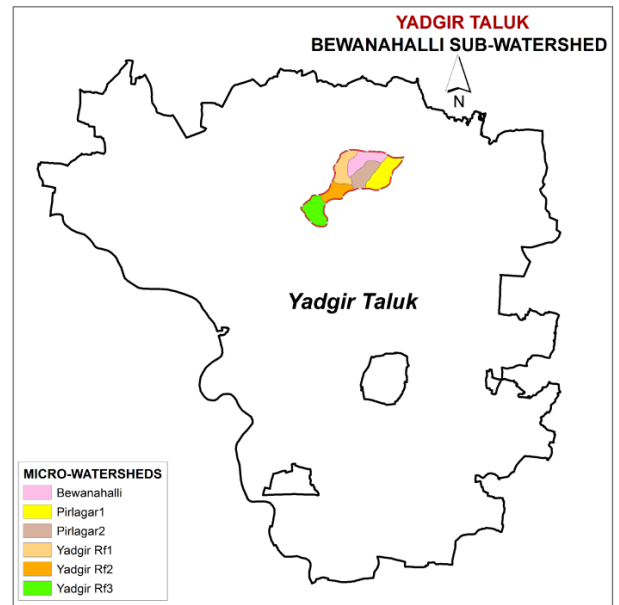 YADGIR TALUK
BEWANAHALLI SUB-WATERSHED
N
Yadgir Taluk
MICRO-WATERSHEDS
Bewanahalli
Pirlagar1
Pirlagar2
Yadgir Rf1
Yadgir Rf2
Yadgir Rf3